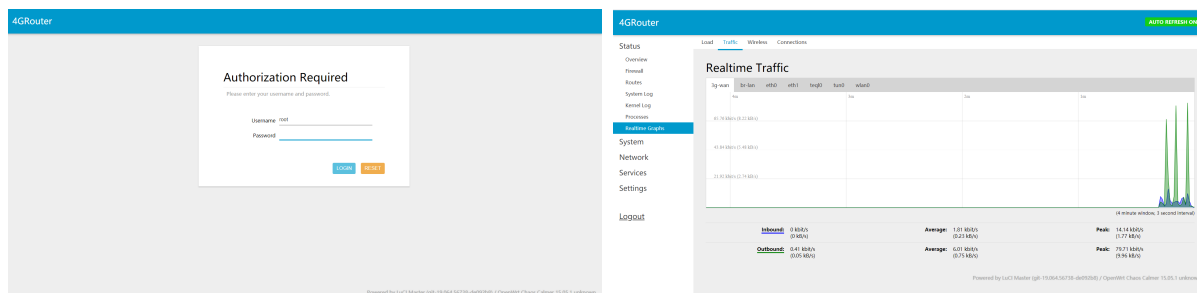 4GRouter
Authorization Required
Please enter your username and password.
Username root
Password
LOGIN RESET
4GRouter
AUTO REFRESH ON
Status
Overview
Firewall
Routes
System Log
Kernel Log
Processes
Realtime Graphs
System
Network
Services
Settings
Logout
Load Traffic Wireless Connections
Realtime Traffic
3g-wan br-lan eth0 eth1 teql0 tun0 wlan0
(4 minute window, 3 second interval)
Inbound: 0 kbit/s Average: 1.81 kbit/s Peak: 14.14 kbit/s
(0 kB/s) (0.23 kB/s) (1.77 kB/s)
Outbound: 0.41 kbit/s Average: 6.01 kbit/s Peak: 79.71 kbit/s
(0.05 kB/s) (0.75 kB/s) (9.96 kB/s)